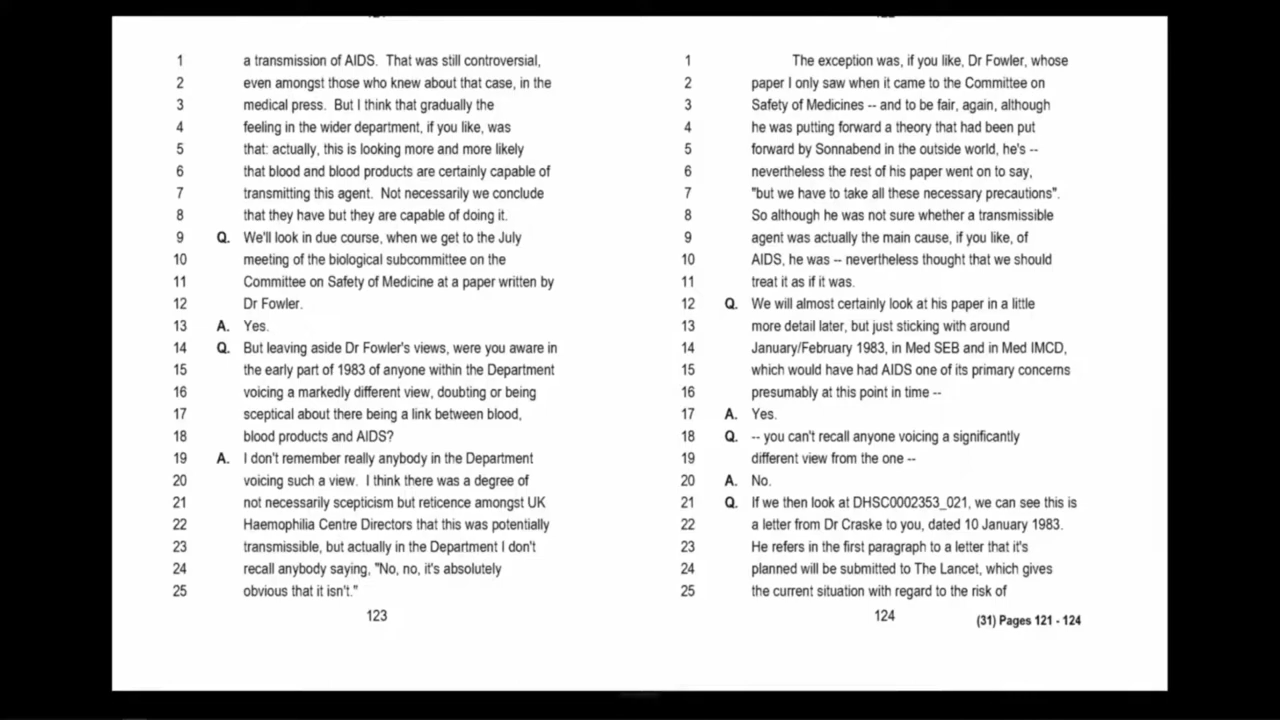 1 a transmission of AIDS. That was still controversial,
2 even amongst those who knew about that case, in the
3 medical press. But I think that gradually the
4 feeling in the wider department, if you like, was
5 that: actually, this is looking more and more likely
6 that blood and blood products are certainly capable of
7 transmitting this agent. Not necessarily we conclude
8 that they have but they are capable of doing it.
9 Q. We'll look in due course, when we get to the July
10 meeting of the biological subcommittee on the
11 Committee on Safety of Medicine at a paper written by
12 Dr Fowler.
13 A. Yes.
14 Q. But leaving aside Dr Fowler's views, were you aware in
15 the early part of 1983 of anyone within the Department
16 voicing a markedly different view, doubting or being
17 sceptical about there being a link between blood,
18 blood products and AIDS?
19 A. I don't remember really anybody in the Department
20 voicing such a view. I think there was a degree of
21 not necessarily scepticism but reticence amongst UK
22 Haemophilia Centre Directors that this was potentially
23 transmissible, but actually in the Department I don't
24 recall anybody saying, "No, no, it's absolutely
25 obvious that it isn't."
123
1 The exception was, if you like, Dr Fowler, whose
2 paper I only saw when it came to the Committee on
3 Safety of Medicines -- and to be fair, again, although
4 he was putting forward a theory that had been put
5 forward by Sonnabend in the outside world, he's --
6 nevertheless the rest of his paper went on to say,
7 "but we have to take all these necessary precautions".
8 So although he was not sure whether a transmissible
9 agent was actually the main cause, if you like, of
10 AIDS, he was -- nevertheless thought that we should
11 treat it as if it was.
12 Q. We will almost certainly look at his paper in a little
13 more detail later, but just sticking with around
14 January/February 1983, in Med SEB and in Med IMCD,
15 which would have had AIDS one of its primary concerns
16 presumably at this point in time --
17 A. Yes.
18 Q. -- you can't recall anyone voicing a significantly
19 different view from the one --
20 A. No.
21 Q. If we then look at DHSC0002353_021, we can see this is
22 a letter from Dr Craske to you, dated 10 January 1983.
23 He refers in the first paragraph to a letter that it's
24 planned will be submitted to The Lancet, which gives
25 the current situation with regard to the risk of
124
(31) Pages 121 - 124